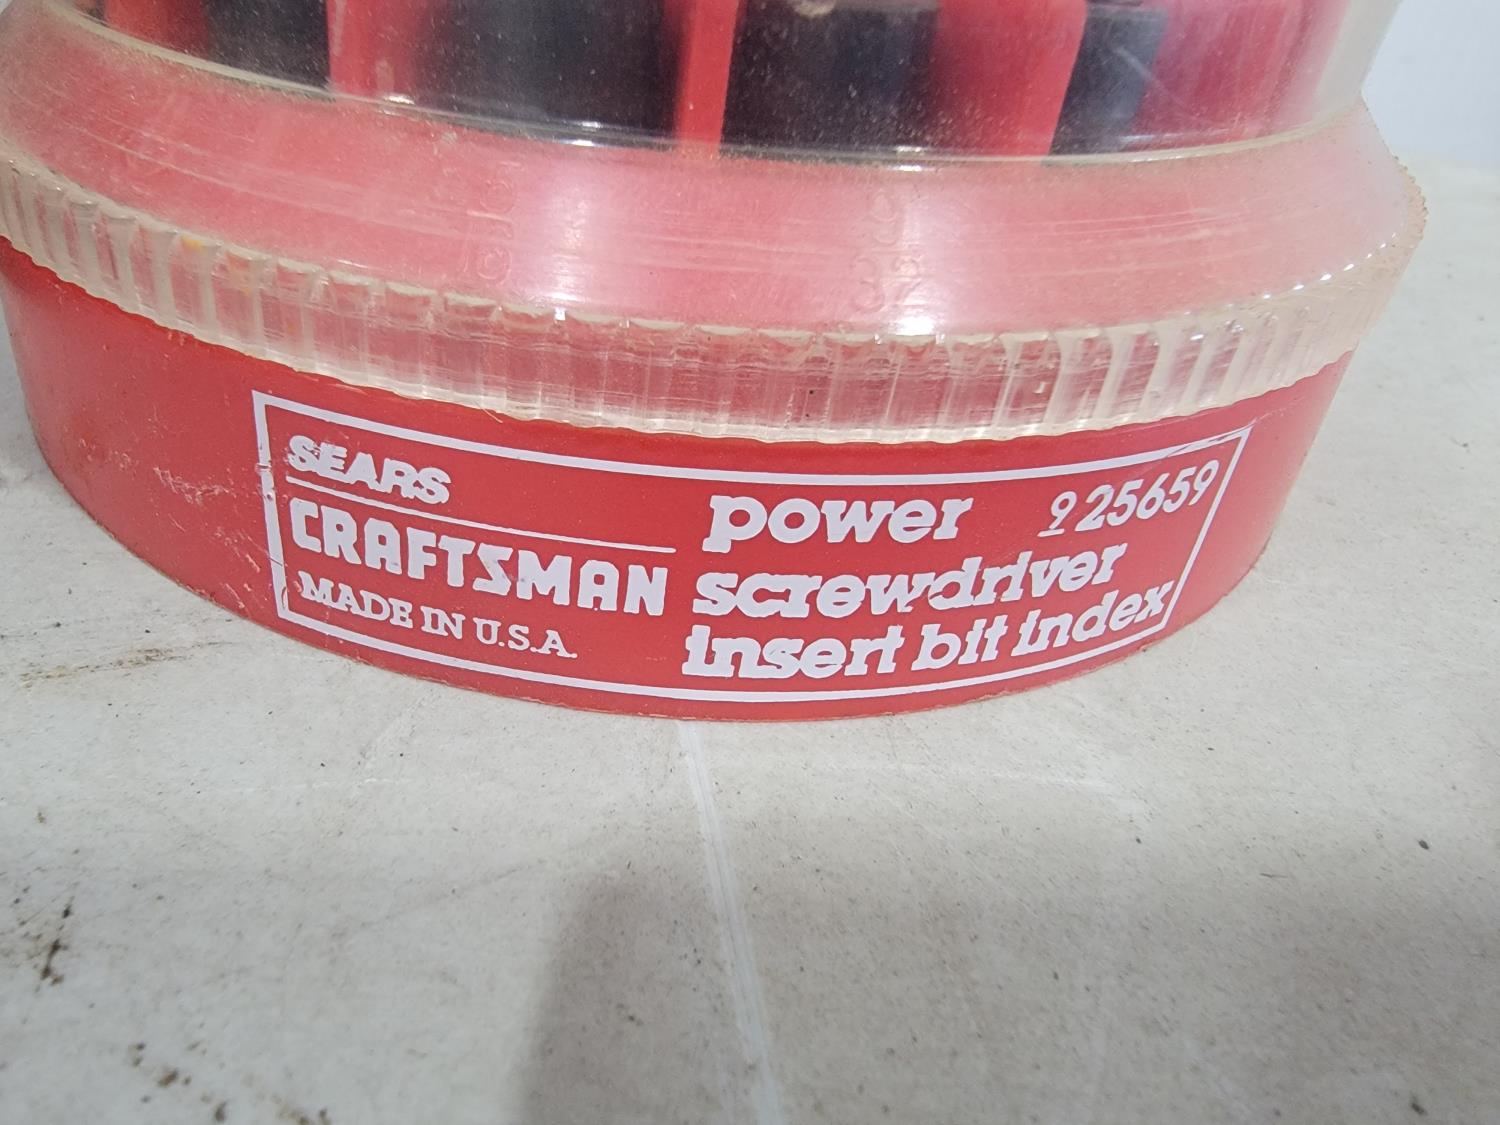 SEARS
CRAFTSMAN
MADE IN U.S.A.
power 9 25659
screwdriver
insert bit index